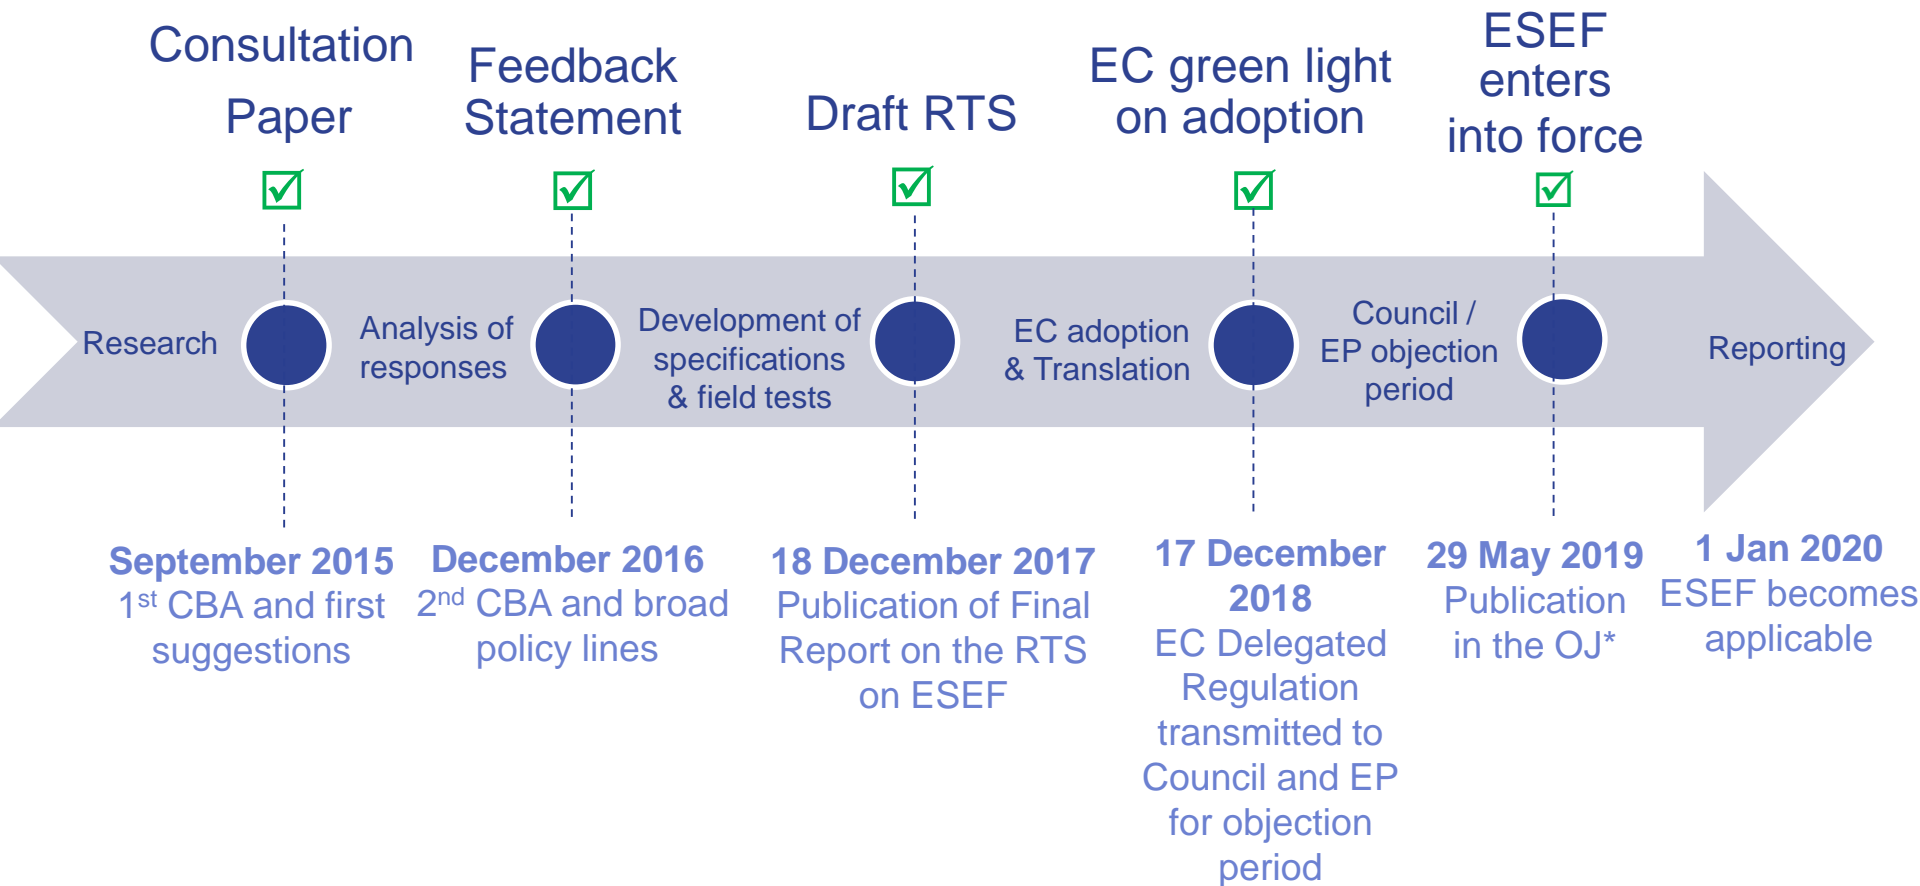 Consultation
Paper
Feedback
Statement
Draft RTS
EC green light
on adoption
ESEF
enters
into force
Research
Analysis of
responses
Development of
specifications
& field tests
EC adoption
& Translation
Council /
EP objection
period
Reporting
September 2015
1st CBA and first
suggestions
December 2016
2nd CBA and broad
policy lines
18 December 2017
Publication of Final
Report on the RTS
on ESEF
17 December
2018
EC Delegated
Regulation
transmitted to
Council and EP
for objection
period
29 May 2019
Publication
in the OJ*
1 Jan 2020
ESEF becomes
applicable